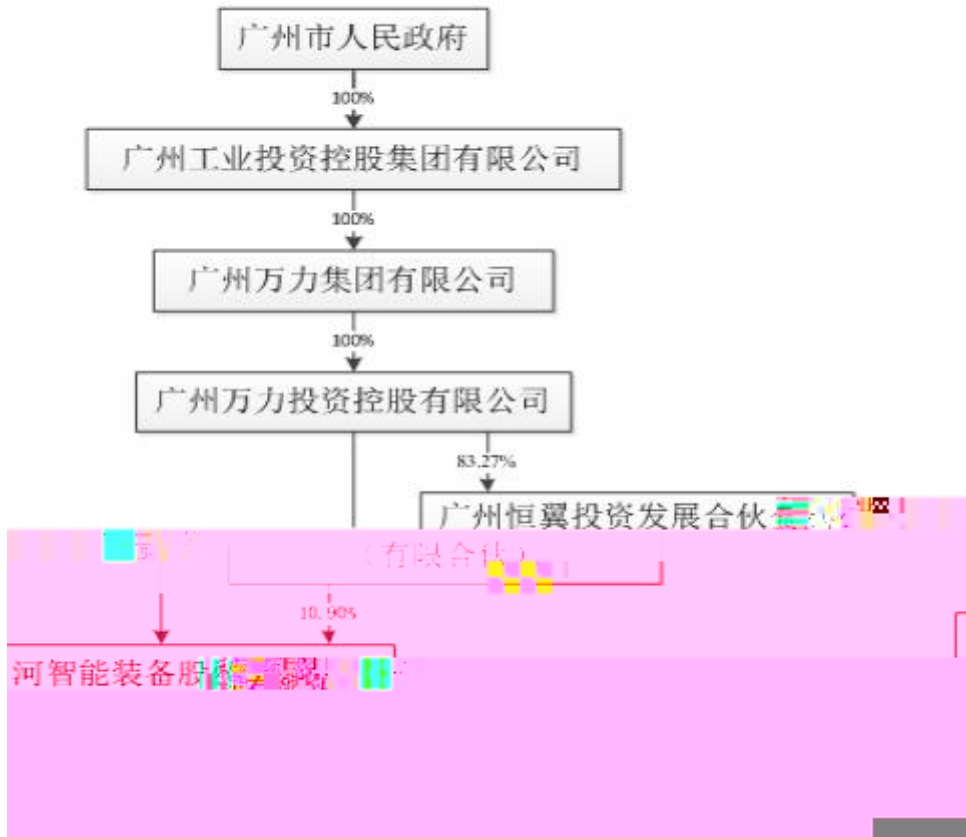 广州市人民政府
100%
广州工业投资控股集团有限公司
100%
广州万力集团有限公司
100%
广州万力投资控股有限公司
83.27%
广州恒翼投资发展合伙
（有限合伙）
10.90%
河智能装备股